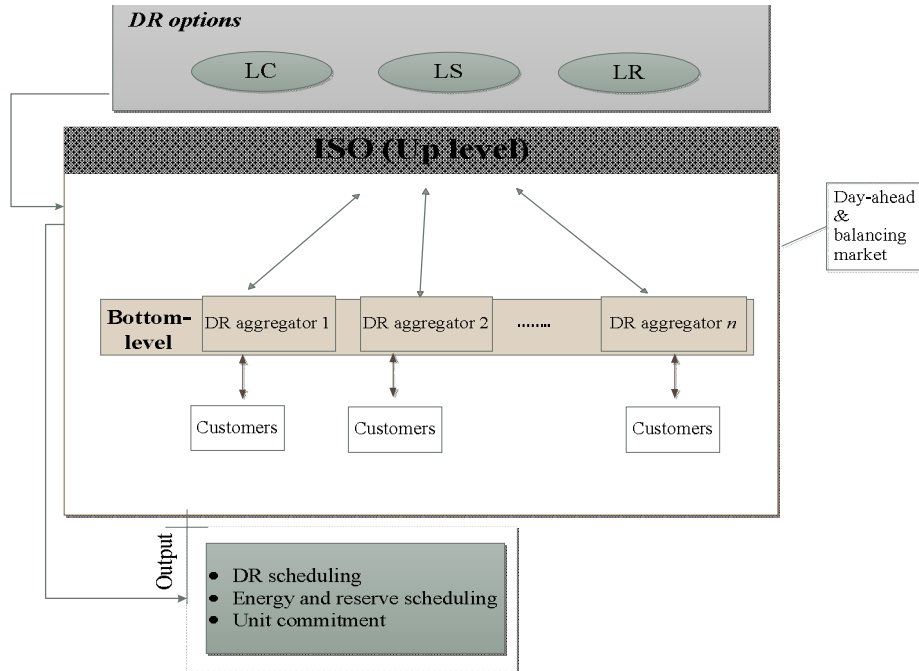 DR options
LC LS LR
ISO (Up level)
Day-ahead
&
balancing
market
Bottom-
level
DR aggregator 1 DR aggregator 2 ........ DR aggregator n
Customers Customers Customers
Output
• DR scheduling
• Energy and reserve scheduling
• Unit commitment